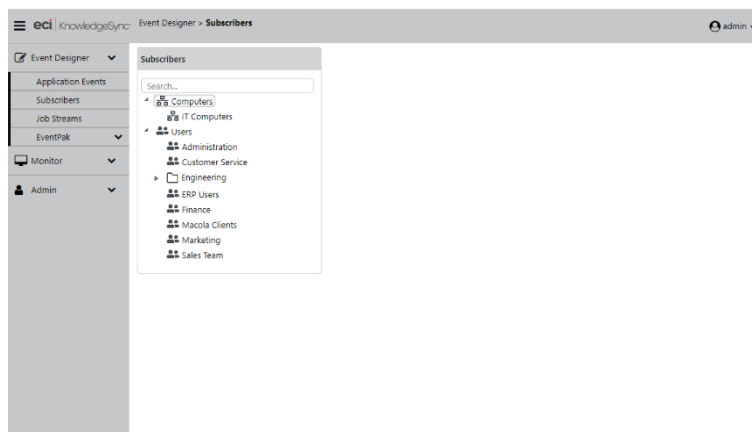 eci KnowledgeSync
Event Designer > Subscribers
admin
Event Designer
Application Events
Subscribers
Job Streams
EventPak
Monitor
Admin
Subscribers
Search...
Computers
IT Computers
Users
Administration
Customer Service
Engineering
ERP Users
Finance
Macola Clients
Marketing
Sales Team